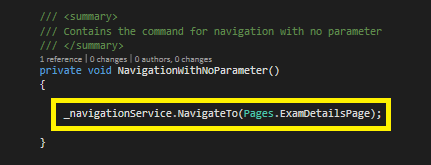 /// <summary>
/// Contains the command for navigation with no parameter
/// </summary>
1 reference | 0 changes | 0 authors, 0 changes
private void NavigationWithNoParameter()
{
_navigationService.NavigateTo(Pages.ExamDetailsPage);
}